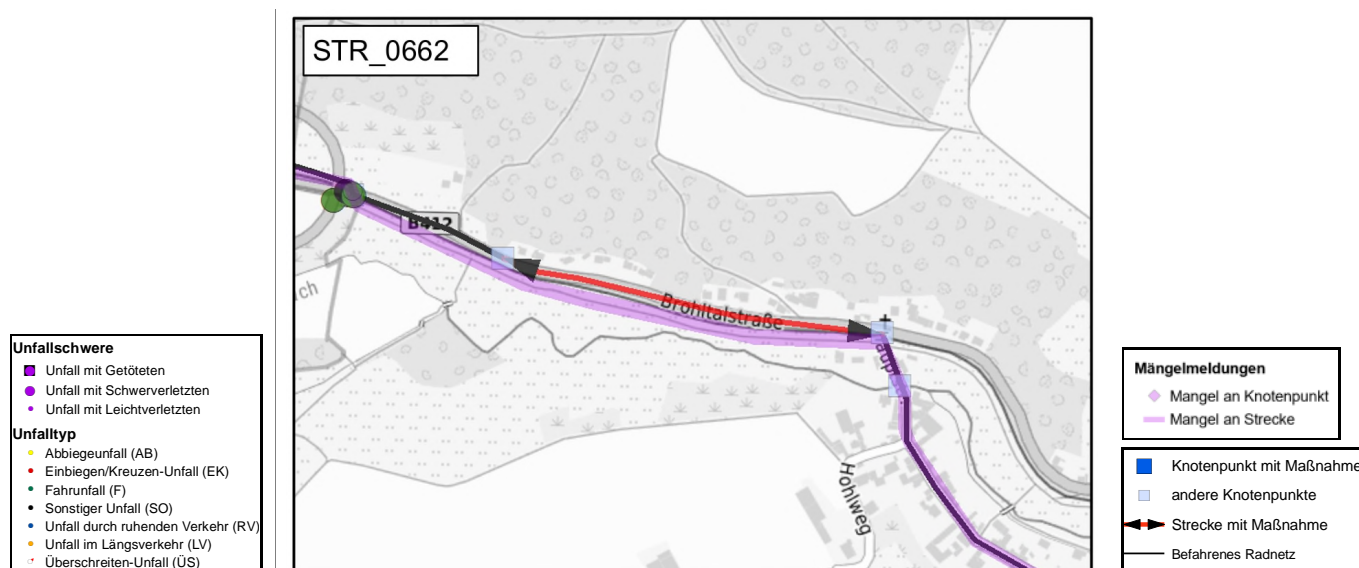 STR_0662
B412
Brohltalstraße
Haupt
Hohlweg
ch
Unfallschwere
Unfall mit Getöteten
Unfall mit Schwerverletzten
Unfall mit Leichtverletzten
Unfalltyp
Abbiegeunfall (AB)
Einbiegen/Kreuzen-Unfall (EK)
Fahrunfall (F)
Sonstiger Unfall (SO)
Unfall durch ruhenden Verkehr (RV)
Unfall im Längsverkehr (LV)
Überschreiten-Unfall (ÜS)
Mängelmeldungen
Mangel an Knotenpunkt
Mangel an Strecke
Knotenpunkt mit Maßnahme
andere Knotenpunkte
Strecke mit Maßnahme
Befahrenes Radnetz